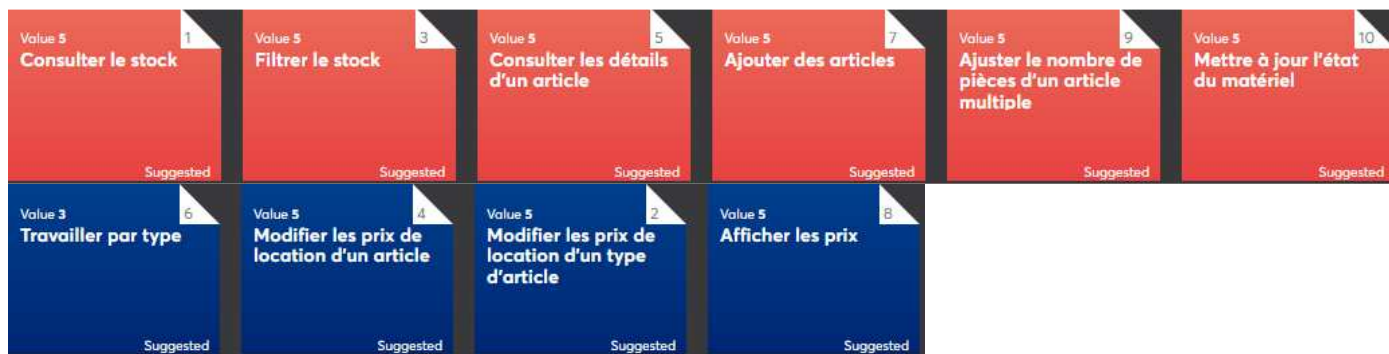 Value 5
1
Consulter le stock
Suggested
Value 5
3
Filtrer le stock
Suggested
Value 5
5
Consulter les détails
d'un article
Suggested
Value 5
7
Ajouter des articles
Suggested
Value 5
9
Ajuster le nombre de
pièces d'un article
multiple
Suggested
Value 5
10
Mettre à jour l'état
du matériel
Suggested
Value 3
6
Travailler par type
Suggested
Value 5
4
Modifier les prix de
location d'un article
Suggested
Value 5
2
Modifier les prix de
location d'un type
d'article
Suggested
Value 5
8
Afficher les prix
Suggested